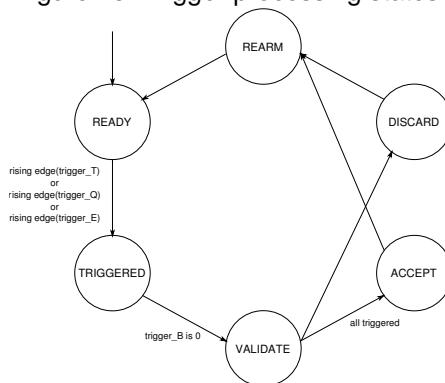 REARM
READY
DISCARD
rising edge(trigger_T)
or
rising edge(trigger_Q)
or
rising edge(trigger_E)
TRIGGERED
ACCEPT
trigger_B is 0
all triggered
VALIDATE